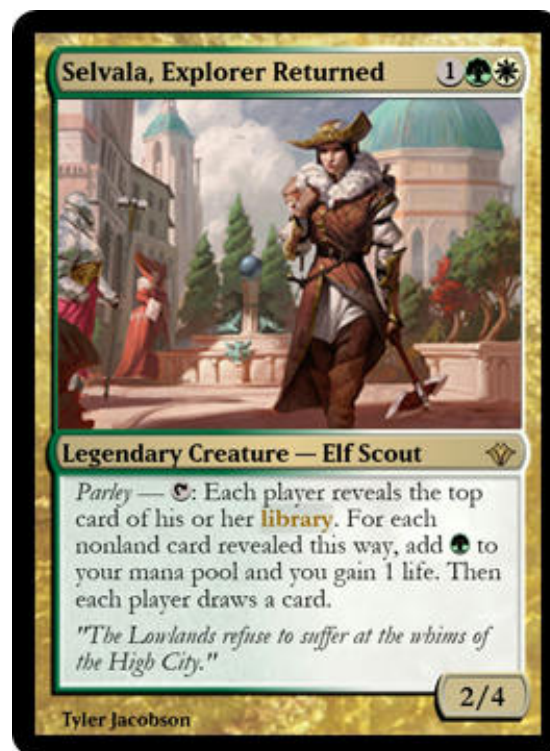 Selvala, Explorer Returned 1
Legendary Creature — Elf Scout
Parley — : Each player reveals the top
card of his or her library. For each
nonland card revealed this way, add to
your mana pool and you gain 1 life. Then
each player draws a card.
"The Lowlands refuse to suffer at the whims of
the High City."
2/4
Tyler Jacobson